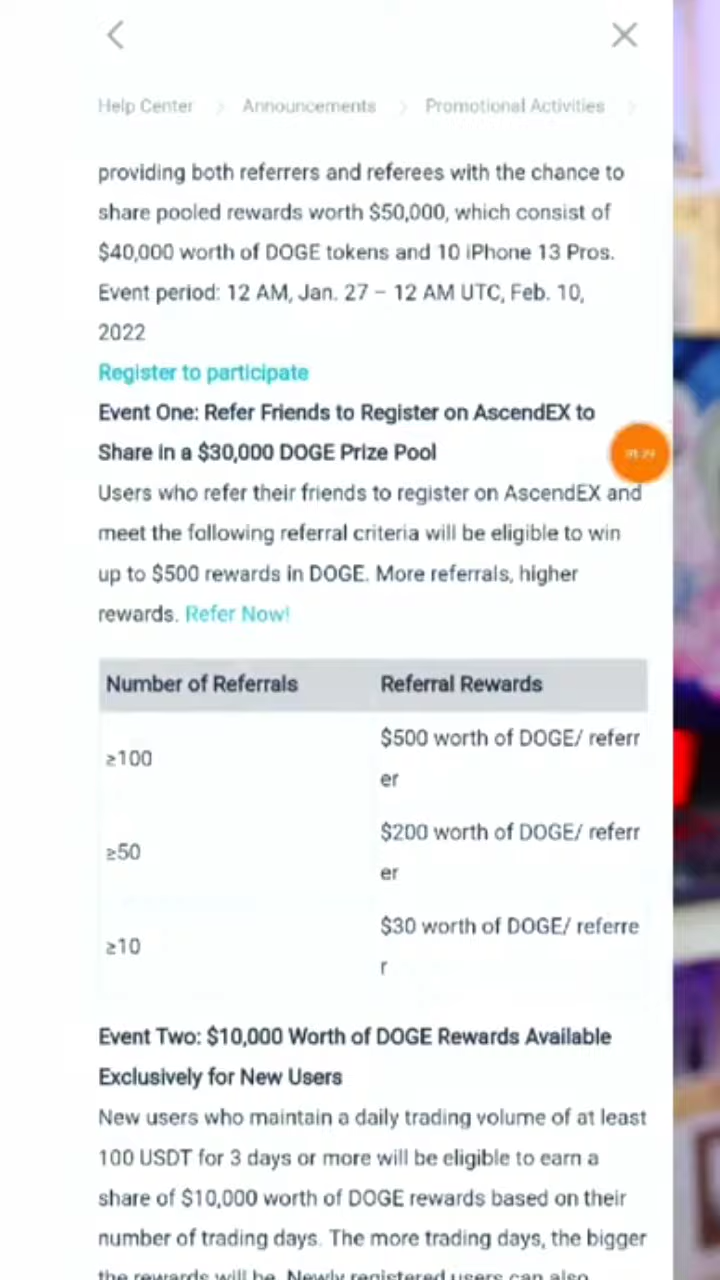 Help Center > Announcements > Promotional Activities >
providing both referrers and referees with the chance to
share pooled rewards worth $50,000, which consist of
$40,000 worth of DOGE tokens and 10 iPhone 13 Pros.
Event period: 12 AM, Jan. 27 – 12 AM UTC, Feb. 10,
2022
Register to participate
Event One: Refer Friends to Register on AscendEX to
Share in a $30,000 DOGE Prize Pool
Users who refer their friends to register on AscendEX and
meet the following referral criteria will be eligible to win
up to $500 rewards in DOGE. More referrals, higher
rewards. Refer Now!
Number of Referrals Referral Rewards
≥100 $500 worth of DOGE/ referr
er
≥50 $200 worth of DOGE/ referr
er
≥10 $30 worth of DOGE/ referre
r
Event Two: $10,000 Worth of DOGE Rewards Available
Exclusively for New Users
New users who maintain a daily trading volume of at least
100 USDT for 3 days or more will be eligible to earn a
share of $10,000 worth of DOGE rewards based on their
number of trading days. The more trading days, the bigger
the rewards will be. Newly registered users can also